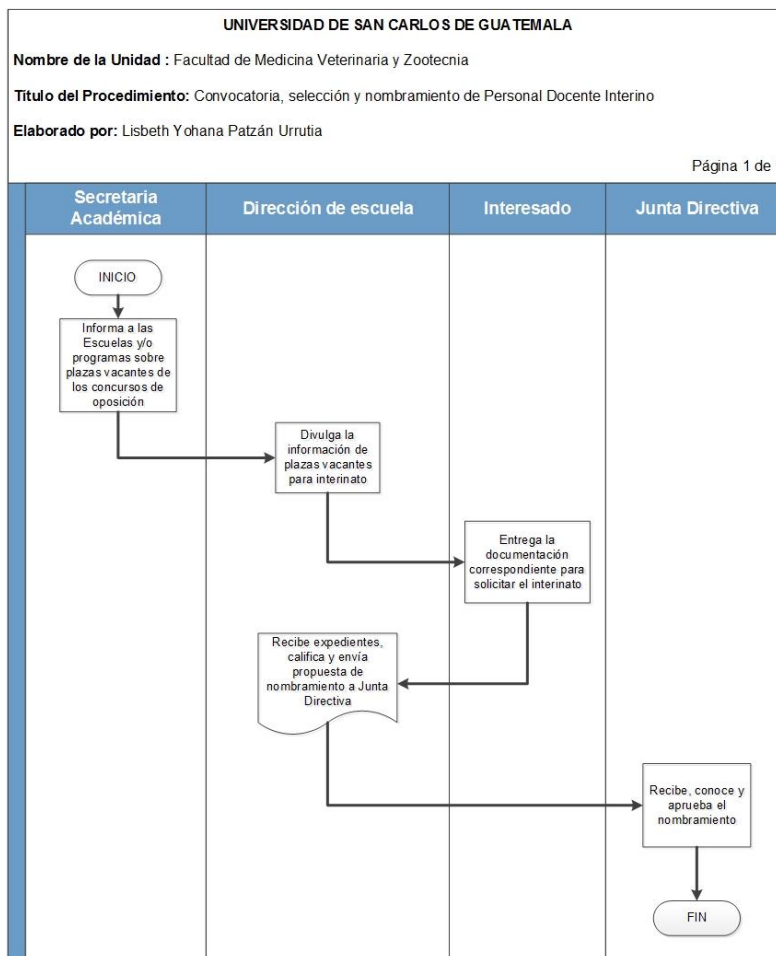 UNIVERSIDAD DE SAN CARLOS DE GUATEMALA
Nombre de la Unidad : Facultad de Medicina Veterinaria y Zootecnia
Título del Procedimiento: Convocatoria, selección y nombramiento de Personal Docente Interino
Elaborado por: Lisbeth Yohana Patzán Urrutia
Página 1 de
Secretaria
Académica
Dirección de escuela
Interesado
Junta Directiva
INICIO
Informa a las
Escuelas y/o
programas sobre
plazas vacantes de
los concursos de
oposición
Divulga la
información de
plazas vacantes
para interinato
Entrega la
documentación
correspondiente para
solicitar el interinato
Recibe expedientes,
califica y envía
propuesta de
nombramiento a Junta
Directiva
Recibe, conoce y
aprueba el
nombramiento
FIN